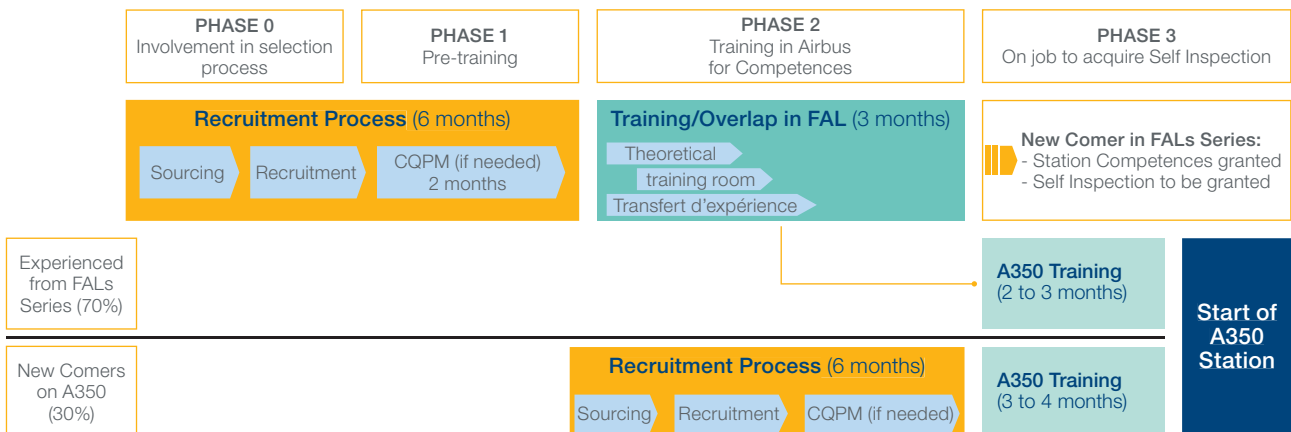 PHASE 0
Involvement in selection
process
PHASE 1
Pre-training
PHASE 2
Training in Airbus
for Competences
PHASE 3
On job to acquire Self Inspection
Recruitment Process (6 months)
Sourcing
Recruitment
CQPM (if needed)
2 months
Training/Overlap in FAL (3 months)
Theoretical
training room
Transfert d'expérience
New Comer in FALs Series:
- Station Competences granted
- Self Inspection to be granted
Experienced
from FALs
Series (70%)
A350 Training
(2 to 3 months)
Start of
A350
Station
New Comers
on A350
(30%)
Recruitment Process (6 months)
Sourcing
Recruitment
CQPM (if needed)
A350 Training
(3 to 4 months)